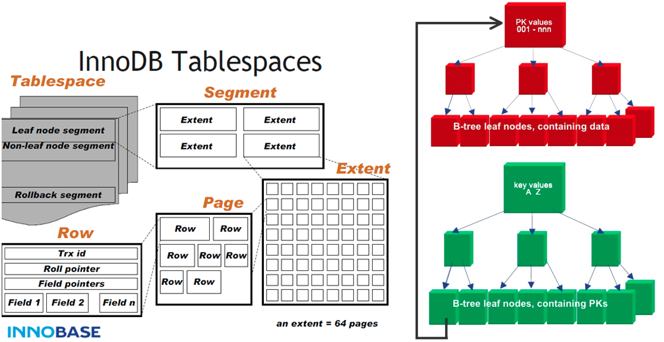 InnoDB Tablespaces
Tablespace
Leaf node segment
Non-leaf node segment
Rollback segment
Segment
Extent
Extent
Extent
Extent
Extent
an extent = 64 pages
Page
Row
Row
Row
Row
Row
Row
Row
Row
Trx id
Roll pointer
Field pointers
Field 1
Field 2
Field n
INNOBASE
PK values
001 - nnn
B-tree leaf nodes, containing data
key values
A Z
B-tree leaf nodes, containing PKs